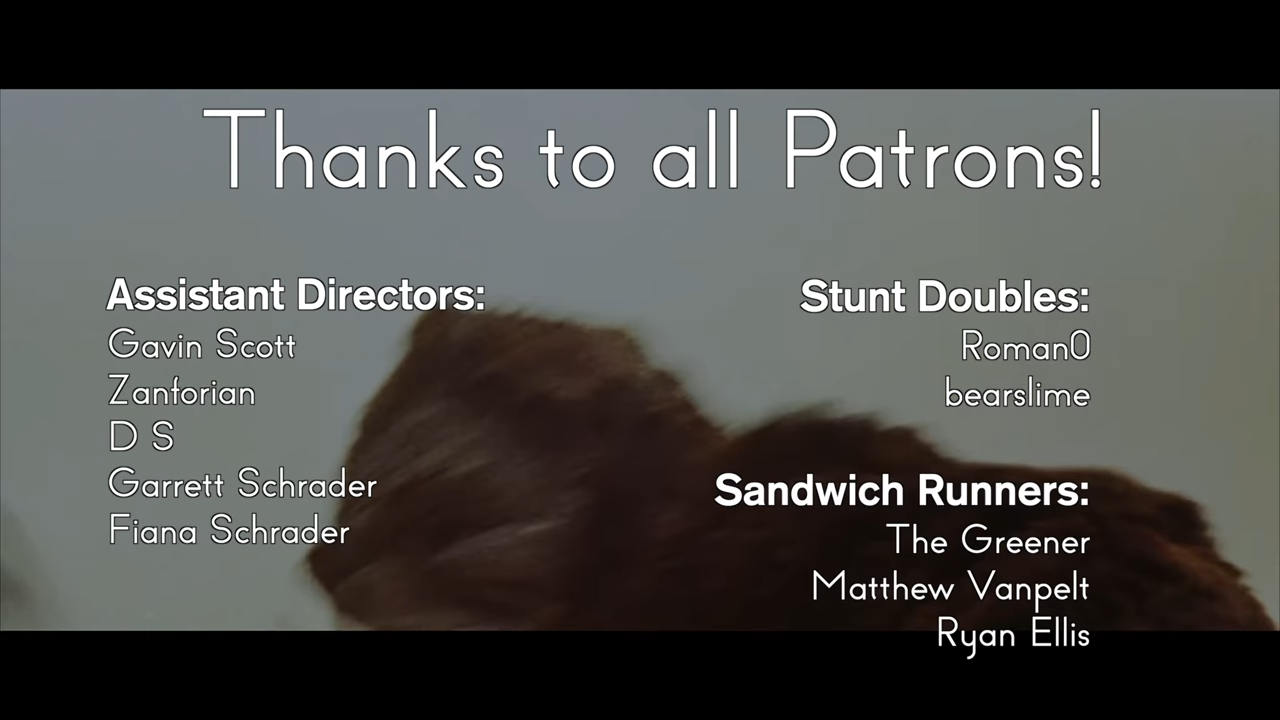 Thanks to all Patrons!
Assistant Directors:
Gavin Scott
Zanforian
D S
Garrett Schrader
Fiana Schrader
Stunt Doubles:
Roman0
bearslime
Sandwich Runners:
The Greener
Matthew Vanpelt
Ryan Ellis